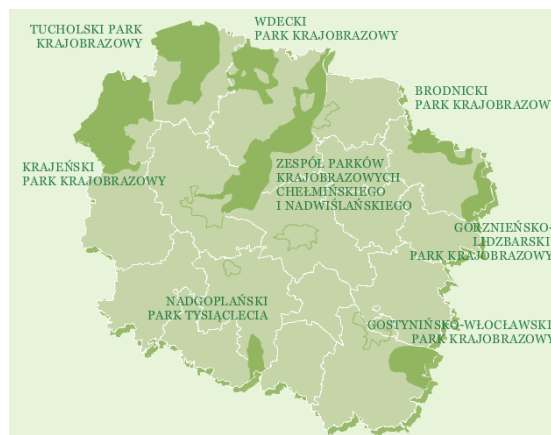 TUCHOLSKI PARK
KRAJOBRAZOWY
WDECKI
PARK KRAJOBRAZOWY
BRODNICKI
PARK KRAJOBRAZOW
KRAJEŃSKI
PARK KRAJOBRAZOWY
ZESPÓŁ PARKÓW
KRAJOBRAZOWYCH
CHEŁMIŃSKIEGO
I NADWIŚLAŃSKIEGO
GÓRZNIEŃSKO-
LIDZBARSKI
PARK KRAJOBRAZOWY
NADGOPLAŃSKI
PARK TYSIĄCLECIA
GOSTYNIŃSKO-WŁOCŁAWSKI
PARK KRAJOBRAZOWY